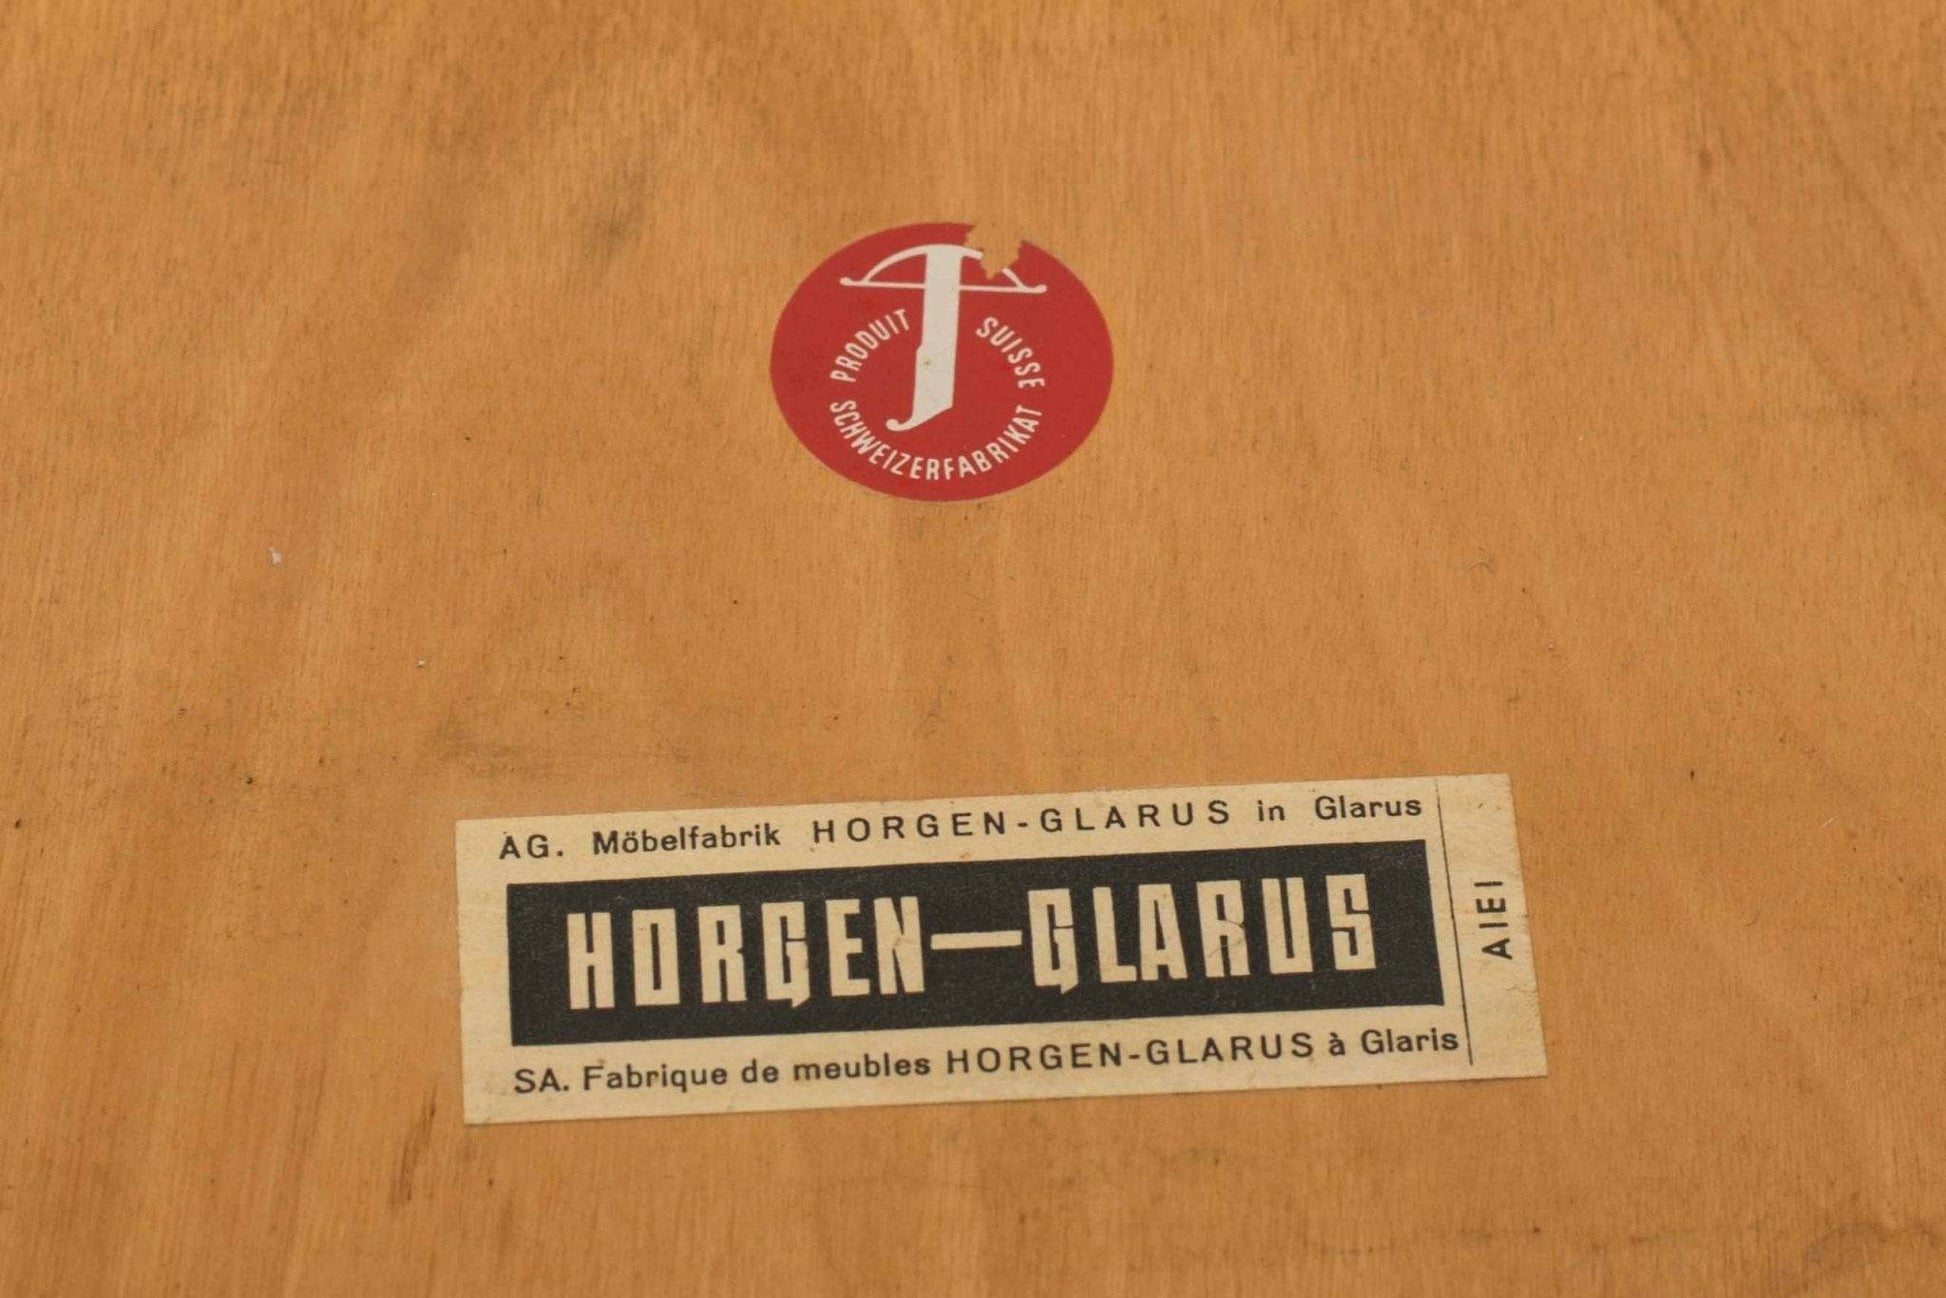 PRODUIT SUISSE
SCHWEIZERFABRIKAT
AG. Möbelfabrik HORGEN-GLARUS in Glarus
HORGEN—GLARUS
SA. Fabrique de meubles HORGEN-GLARUS à Glaris
AIEI